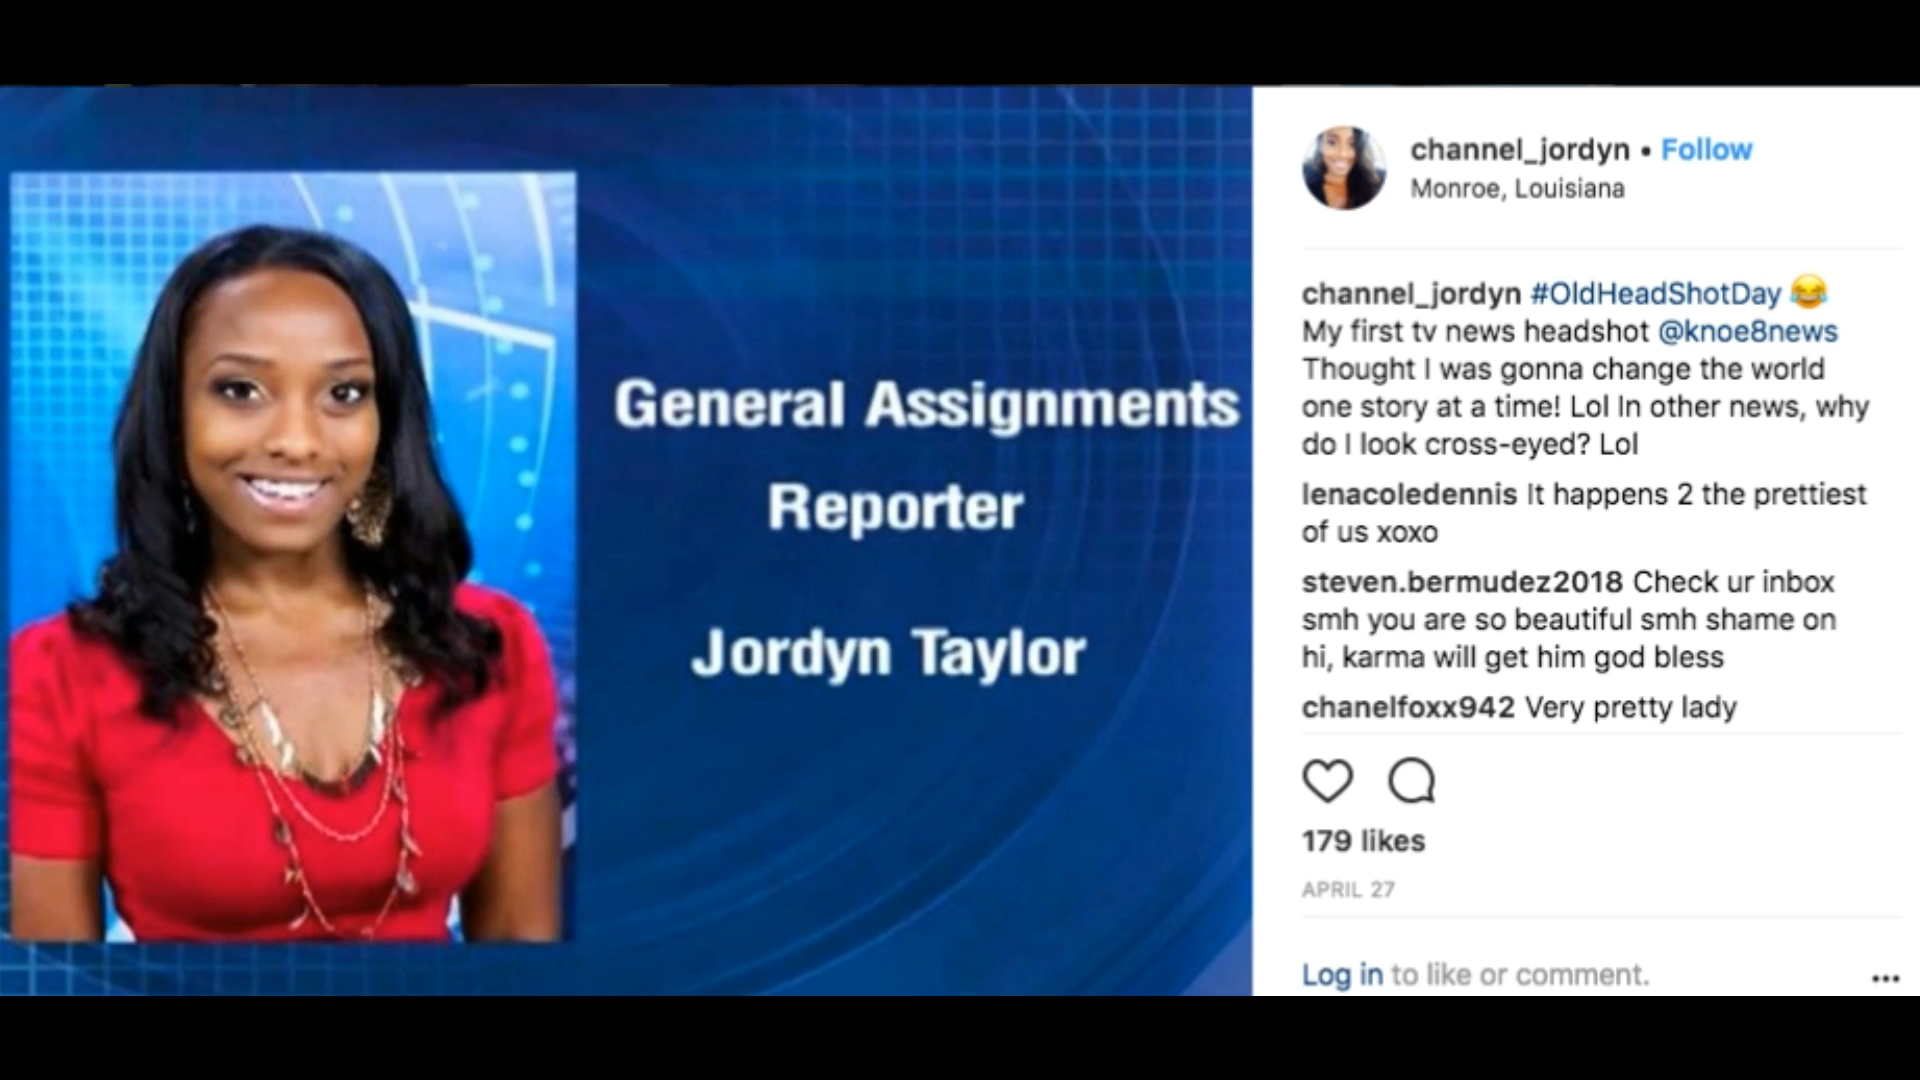 General Assignments
Reporter
Jordyn Taylor
channel_jordyn • Follow
Monroe, Louisiana
channel_jordyn #OldHeadShotDay 😂
My first tv news headshot @knoe8news
Thought I was gonna change the world
one story at a time! Lol In other news, why
do I look cross-eyed? Lol
lenacoledennis It happens 2 the prettiest
of us xoxo
steven.bermudez2018 Check ur inbox
smh you are so beautiful smh shame on
hi, karma will get him god bless
chanelfoxx942 Very pretty lady
179 likes
APRIL 27
Log in to like or comment.